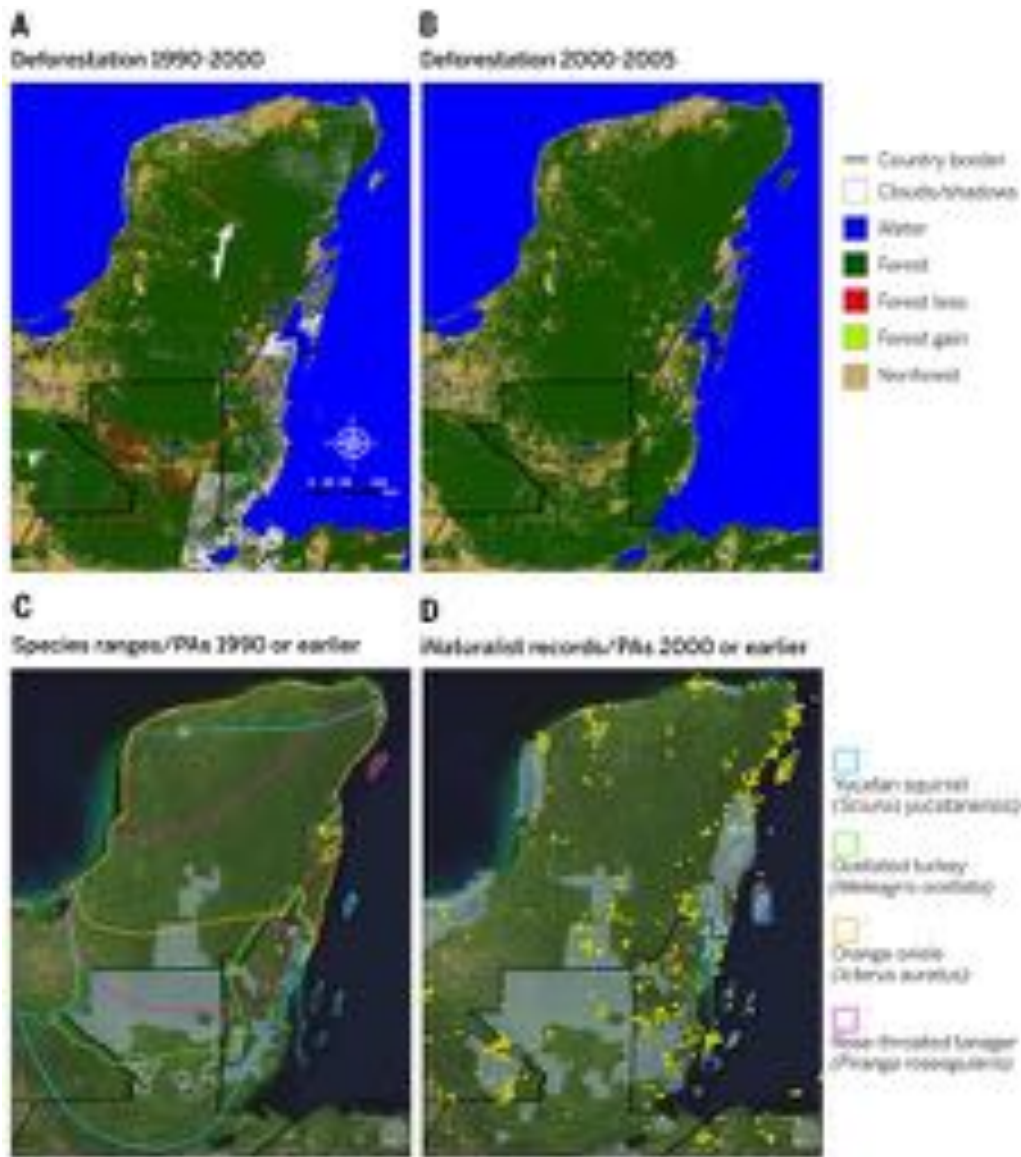 A
Deforestation 1990-2000
B
Deforestation 2000-2005
Country border
Clouds/shadows
Water
Forest
Forest loss
Forest gain
Nonforest
C
Species ranges/PAs 1990 or earlier
D
iNaturalist records/PAs 2000 or earlier
Yucatan squirrel
(Sciurus yucatanensis)
Ocellated turkey
(Meleagris ocellata)
Orange oriole
(Icterus auratus)
Rose-throated tanager
(Piranga roseogularis)